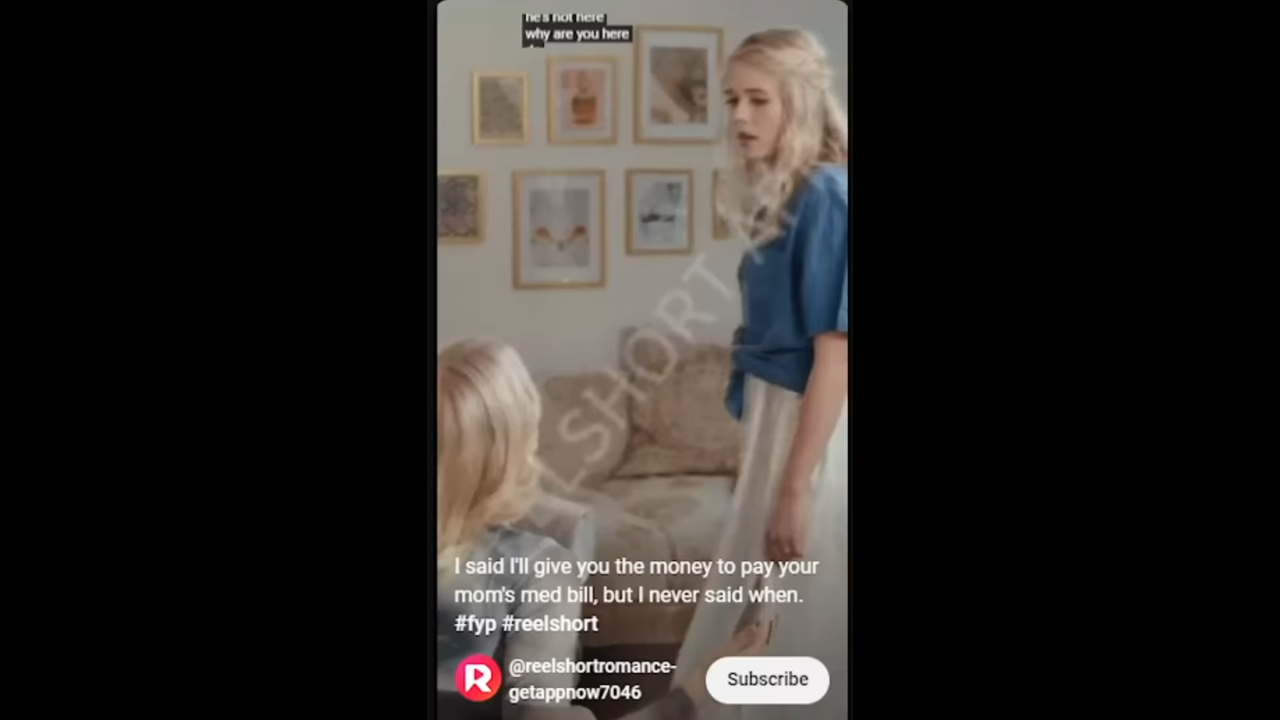 he's not here
why are you here
ELSHORT
I said I'll give you the money to pay your
mom's med bill, but I never said when.
#fyp #reelshort
@reelshortromance-
getappnow7046
Subscribe